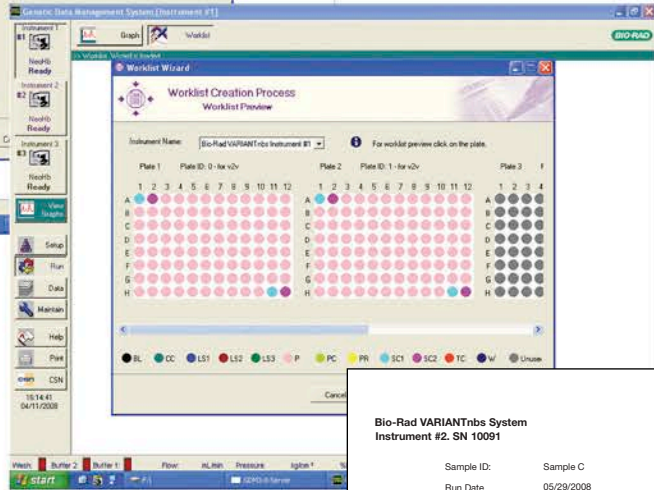 Genetic Data Management System [Instrument #1]
Instrument 1
#1
NeoHb
Ready
Instrument 2
#2
NeoHb
Ready
Instrument 3
#3
NeoHb
Ready
View
Graphs
Setup
Run
Data
Maintain
Help
Print
CSN
15:14:41
04/11/2008
Graph
Worklist
BIO-RAD
Worklist Wizard
Worklist Creation Process
Worklist Preview
Instrument Name:
Bio-Rad VARIANTnbs Instrument #1
For worklist preview click on the plate.
Plate 1 Plate ID: 0 - for v2v
Plate 2 Plate ID: 1 - for v2v
Plate 3
1 2 3 4 5 6 7 8 9 10 11 12
1 2 3 4 5 6 7 8 9 10 11 12
1 2 3 4
A A A
B B B
C C C
D D D
E E E
F F F
G G G
H H H
BL CC LS1 LS2 LS3 P PC PR SC1 SC2 TC W Unuse
Cancel
Wash: Buffer 2: Buffer 1: Flow: mL/min Pressure
start
Bio-Rad VARIANTnbs System
Instrument #2. SN 10091
Sample ID: Sample C
Run Date 05/29/2008